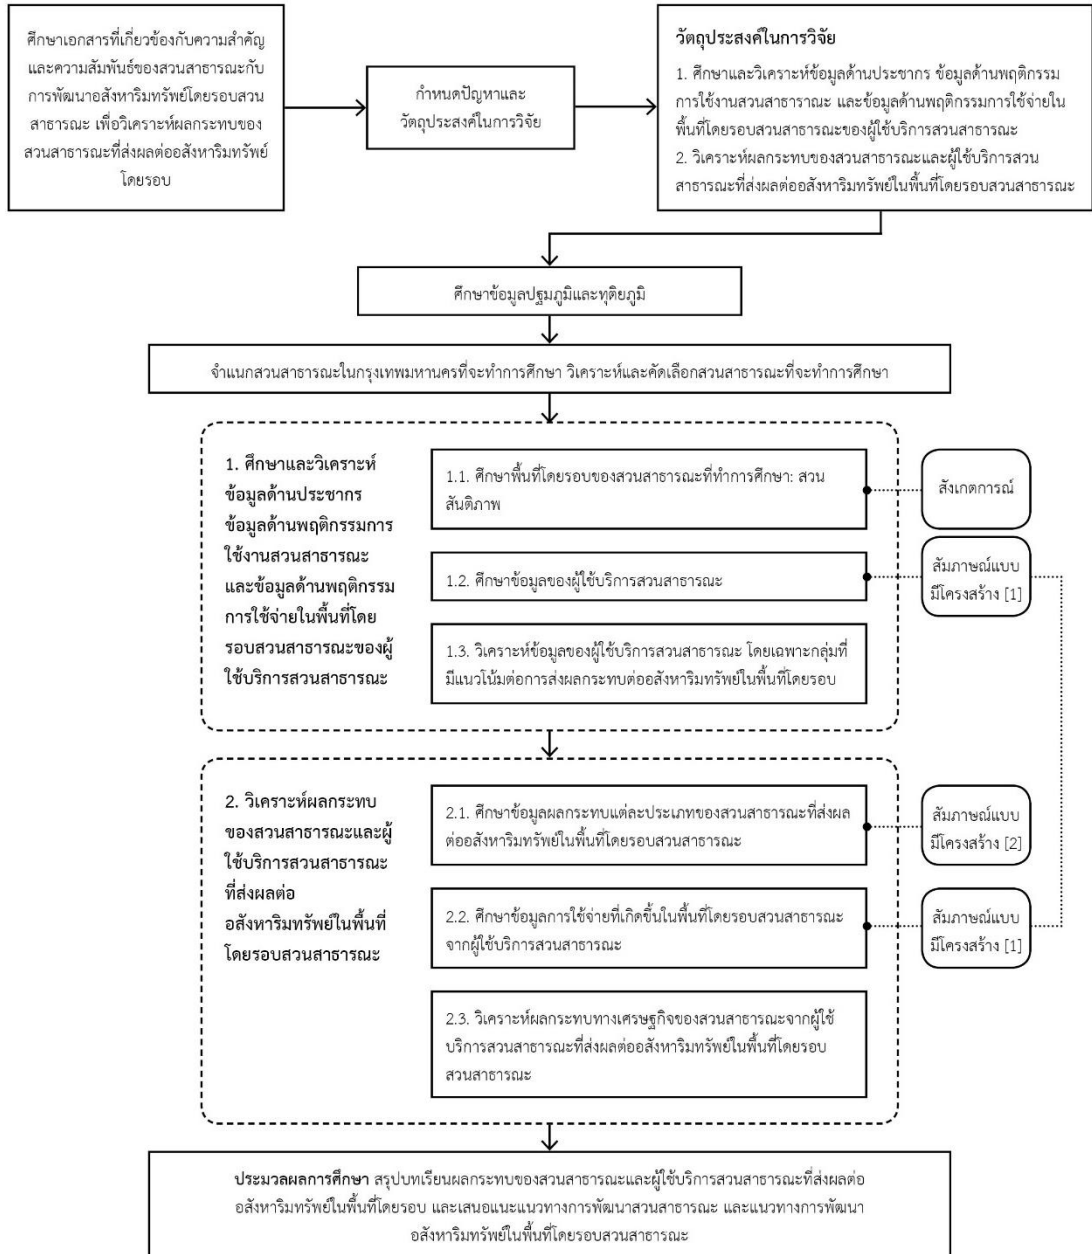 ศึกษาเอกสารที่เกี่ยวข้องกับความสำคัญ
และความสัมพันธ์ของสวนสาธารณะกับ
การพัฒนาอสังหาริมทรัพย์โดยรอบสวน
สาธารณะ เพื่อวิเคราะห์ผลกระทบของ
สวนสาธารณะที่ส่งผลต่ออสังหาริมทรัพย์
โดยรอบ
กำหนดปัญหาและ
วัตถุประสงค์ในการวิจัย
วัตถุประสงค์ในการวิจัย
1. ศึกษาและวิเคราะห์ข้อมูลด้านประชากร ข้อมูลด้านพฤติกรรม
การใช้งานสวนสาธาราณะ และข้อมูลด้านพฤติกรรมการใช้จ่ายใน
พื้นที่โดยรอบสวนสาธารณะของผู้ใช้บริการสวนสาธารณะ
2. วิเคราะห์ผลกระทบของสวนสาธารณะและผู้ใช้บริการสวน
สาธารณะที่ส่งผลต่ออสังหาริมทรัพย์ในพื้นที่โดยรอบสวนสาธารณะ
ศึกษาข้อมูลปฐมภูมิและทุติยภูมิ
จำแนกสวนสาธารณะในกรุงเทพมหานครที่จะทำการศึกษา วิเคราะห์และคัดเลือกสวนสาธารณะที่จะทำการศึกษา
1. ศึกษาและวิเคราะห์
ข้อมูลด้านประชากร
ข้อมูลด้านพฤติกรรมการ
ใช้งานสวนสาธารณะ
และข้อมูลด้านพฤติกรรม
การใช้จ่ายในพื้นที่โดย
รอบสวนสาธารณะของผู้
ใช้บริการสวนสาธารณะ
1.1. ศึกษาพื้นที่โดยรอบของสวนสาธารณะที่ทำการศึกษา: สวน
สันติภาพ
สังเกตการณ์
1.2. ศึกษาข้อมูลของผู้ใช้บริการสวนสาธารณะ
สัมภาษณ์แบบ
มีโครงสร้าง [1]
1.3. วิเคราะห์ข้อมูลของผู้ใช้บริการสวนสาธารณะ โดยเฉพาะกลุ่มที่
มีแนวโน้มต่อการส่งผลกระทบต่ออสังหาริมทรัพย์ในพื้นที่โดยรอบ
2. วิเคราะห์ผลกระทบ
ของสวนสาธารณะและผู้
ใช้บริการสวนสาธารณะ
ที่ส่งผลต่อ
อสังหาริมทรัพย์ในพื้นที่
โดยรอบสวนสาธารณะ
2.1. ศึกษาข้อมูลผลกระทบแต่ละประเภทของสวนสาธารณะที่ส่งผล
ต่ออสังหาริมทรัพย์ในพื้นที่โดยรอบสวนสาธารณะ
สัมภาษณ์แบบ
มีโครงสร้าง [2]
2.2. ศึกษาข้อมูลการใช้จ่ายที่เกิดขึ้นในพื้นที่โดยรอบสวนสาธารณะ
จากผู้ใช้บริการสวนสาธารณะ
สัมภาษณ์แบบ
มีโครงสร้าง [1]
2.3. วิเคราะห์ผลกระทบทางเศรษฐกิจของสวนสาธารณะจากผู้ใช้
บริการสวนสาธารณะที่ส่งผลต่ออสังหาริมทรัพย์ในพื้นที่โดยรอบ
สวนสาธารณะ
ประมวลผลการศึกษา สรุปบทเรียนผลกระทบของสวนสาธารณะและผู้ใช้บริการสวนสาธารณะที่ส่งผลต่อ
อสังหาริมทรัพย์ในพื้นที่โดยรอบ และเสนอแนะแนวทางการพัฒนาสวนสาธารณะ และแนวทางการพัฒนา
อสังหาริมทรัพย์ในพื้นที่โดยรอบสวนสาธารณะ